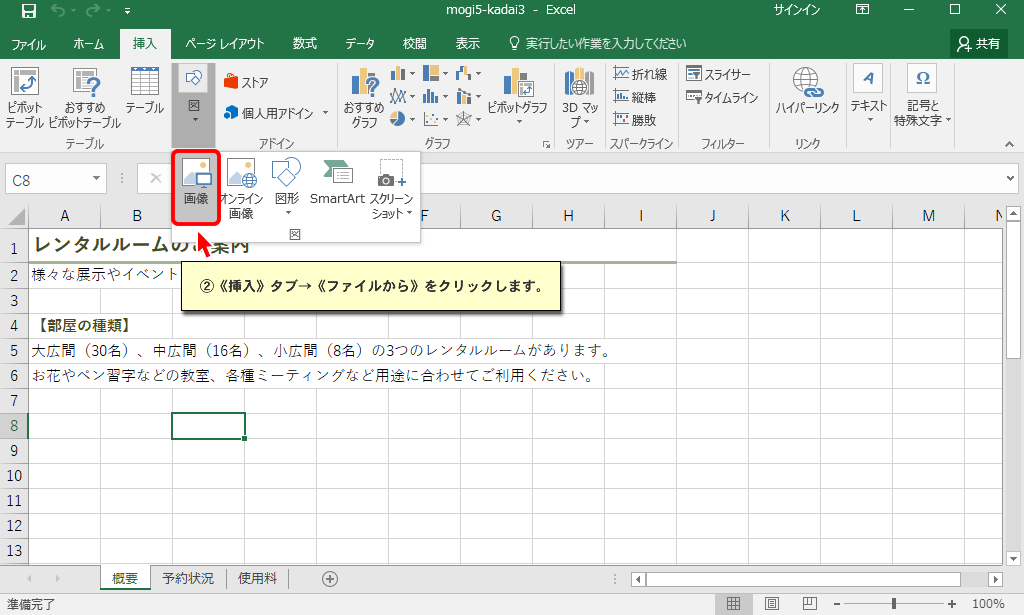 mogi5-kadai3 - Excel
サインイン
ファイル ホーム 挿入 ページ レイアウト 数式 データ 校閲 表示 実行したい作業を入力してください 共有
ピボット
テーブル
おすすめ
ピボットテーブル
テーブル
テーブル
図
ストア
個人用アドイン
アドイン
おすすめ
グラフ
ピボットグラフ
グラフ
3D マッ
プ
ツアー
折れ線
縦棒
勝敗
スパークライン
スライサー
タイムライン
フィルター
ハイパーリンク
リンク
テキスト
記号と
特殊文字
C8
画像
オンライン
画像
図形
SmartArt
スクリーン
ショット
図
A B F G H I J K L M N
1 レンタルルームのご案内
2 様々な展示やイベント
②《挿入》タブ→《ファイルから》をクリックします。
3
4 【部屋の種類】
5 大広間（30名）、中広間（16名）、小広間（8名）の3つのレンタルルームがあります。
6 お花やペン習字などの教室、各種ミーティングなど用途に合わせてご利用ください。
7
8
9
10
11
12
13
概要 予約状況 使用料
準備完了
100%